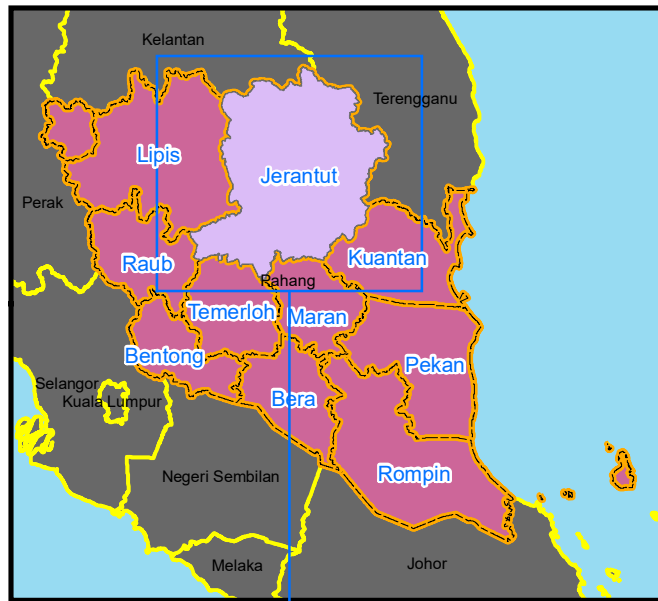 Kelantan
Terengganu
Lipis
Jerantut
Perak
Kuantan
Raub
Pahang
Temerloh
Maran
Bentong
Pekan
Selangor
Kuala Lumpur
Bera
Rompin
Negeri Sembilan
Melaka
Johor